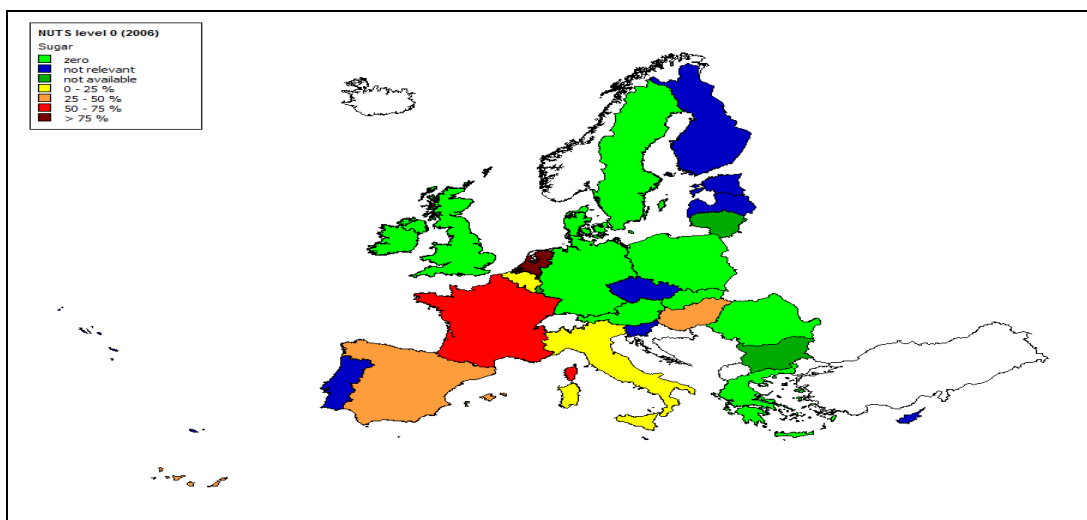 NUTS level 0 (2006)
Sugar
zero
not relevant
not available
0 - 25 %
25 - 50 %
50 - 75 %
> 75 %